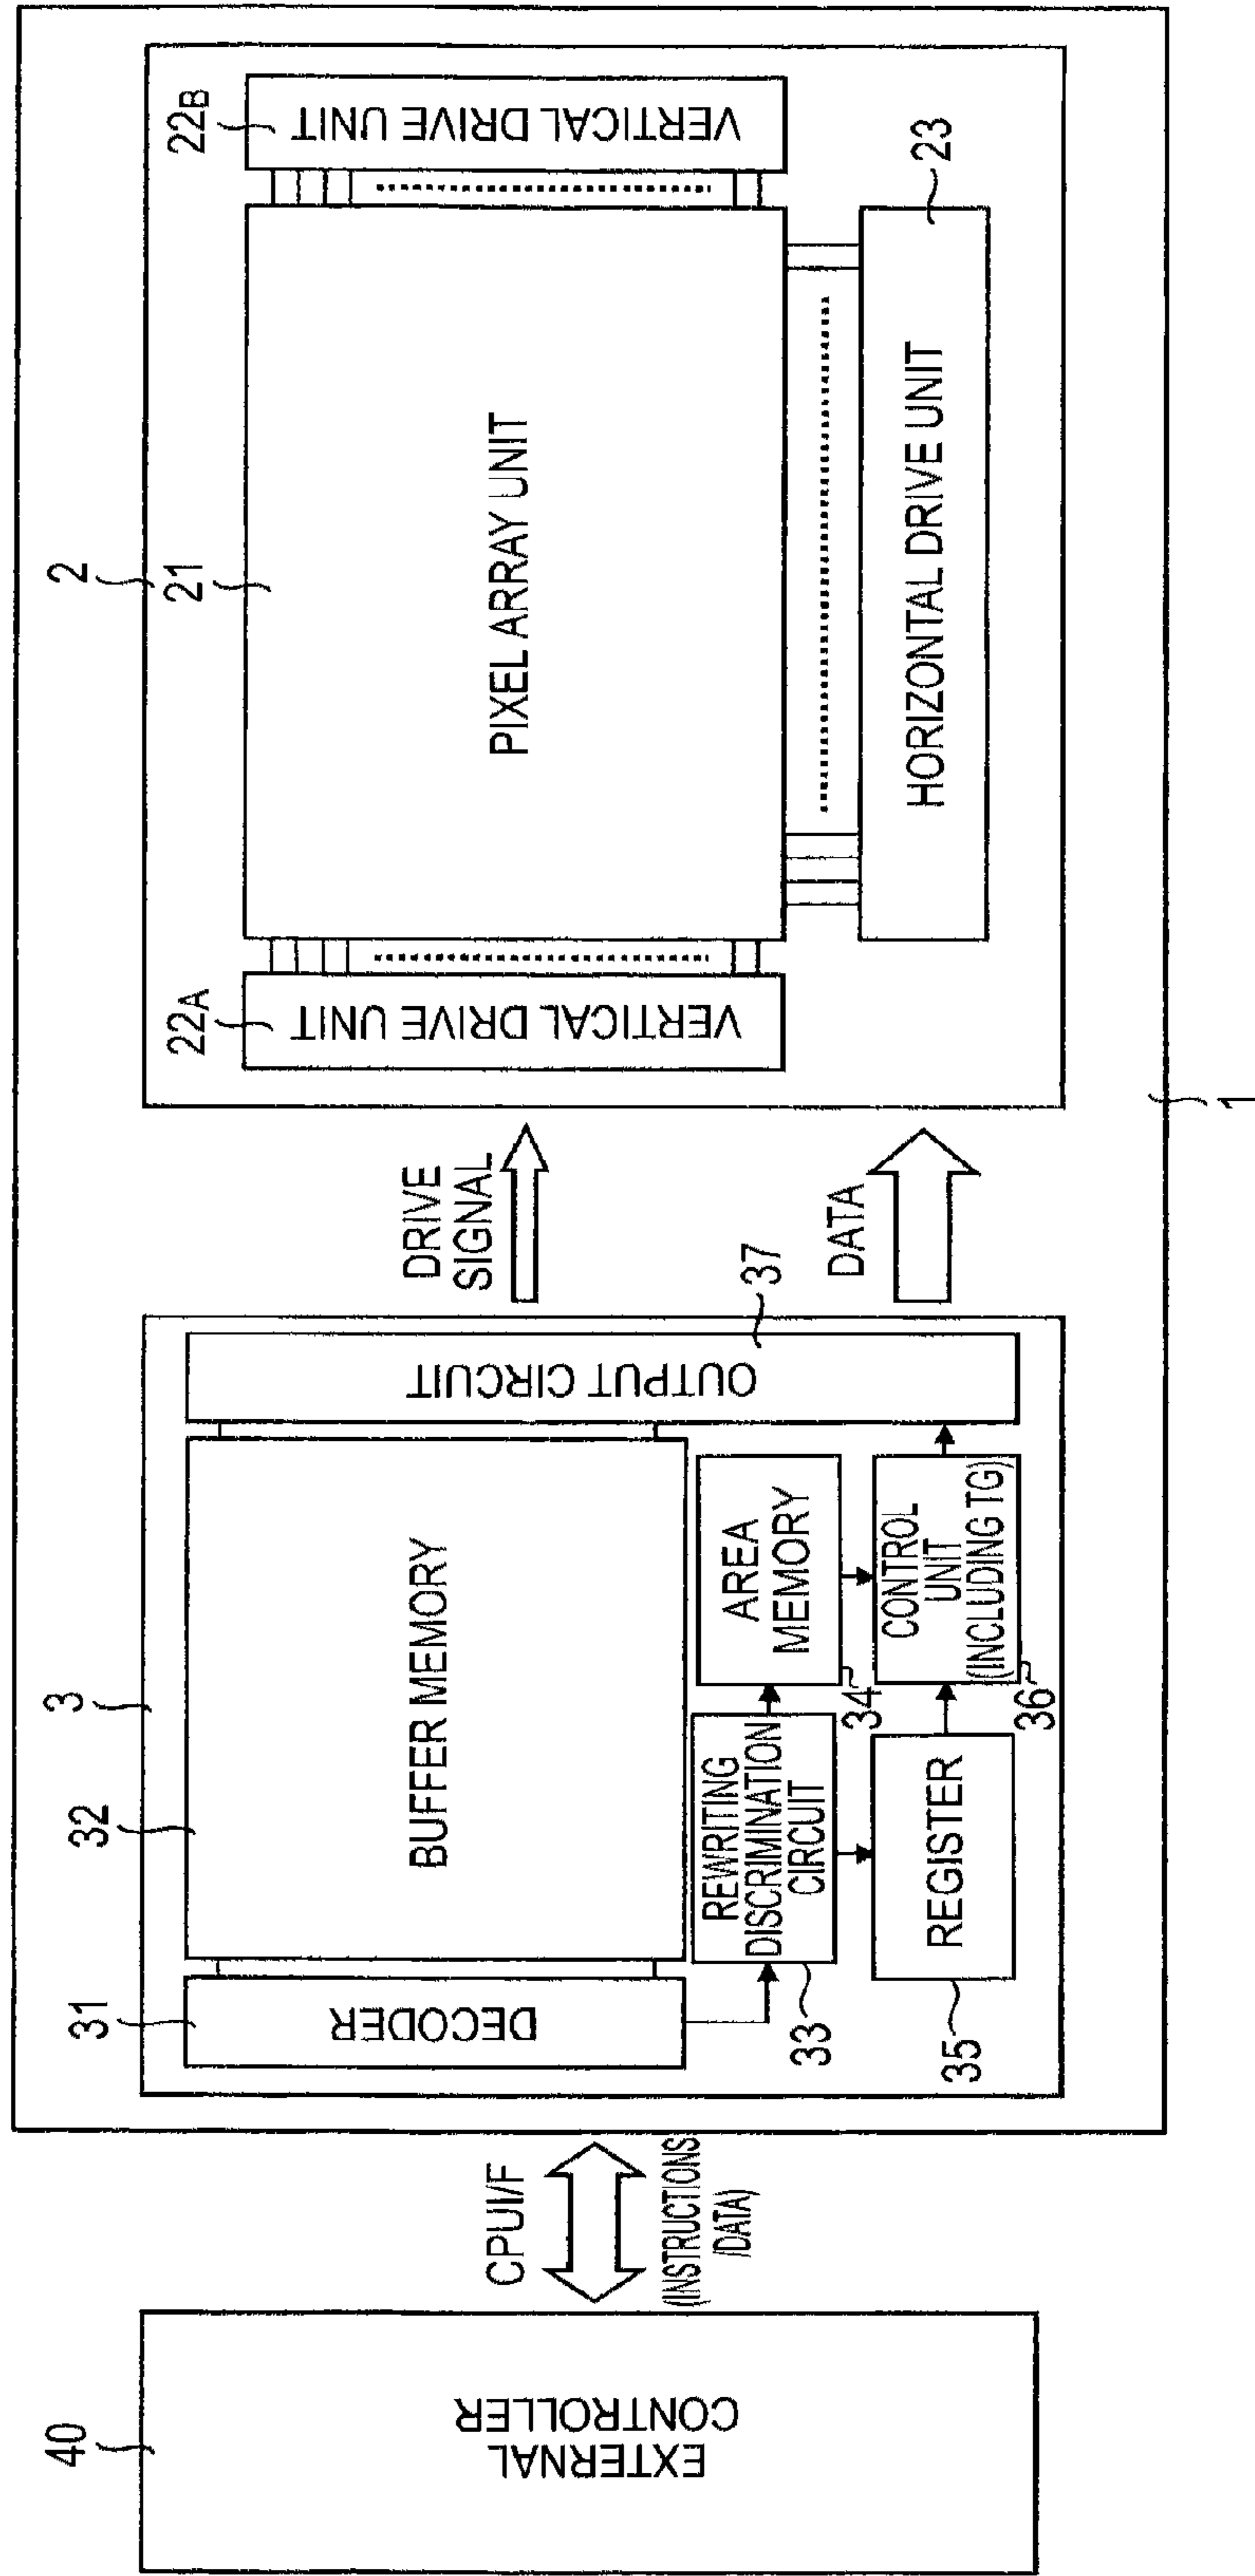 40
EXTERNAL
CONTROLLER
CPUI/F
(INSTRUCTIONS
/DATA)
3
31
DECODER
32
BUFFER MEMORY
33
REWRITING
DISCRIMINATION
CIRCUIT
34
AREA
MEMORY
35
REGISTER
36
CONTROL
UNIT
(INCLUDING TG)
37
OUTPUT CIRCUIT
DRIVE
SIGNAL
DATA
2
21
PIXEL ARRAY UNIT
22A
VERTICAL DRIVE UNIT
22B
VERTICAL DRIVE UNIT
23
HORIZONTAL DRIVE UNIT
1